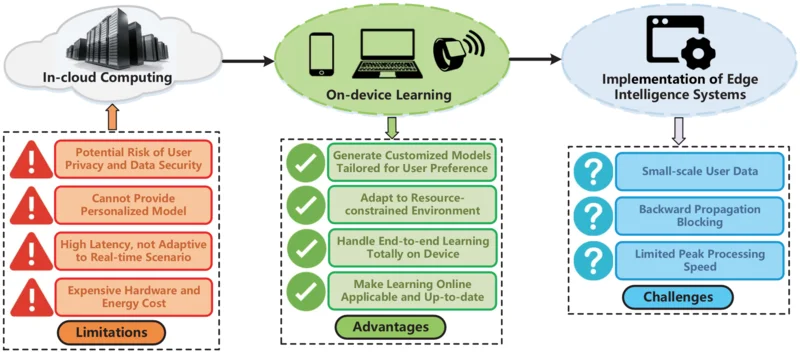 In-cloud Computing
Potential Risk of User
Privacy and Data Security
Cannot Provide
Personalized Model
High Latency, not Adaptive
to Real-time Scenario
Expensive Hardware and
Energy Cost
Limitations
On-device Learning
Generate Customized Models
Tailored for User Preference
Adapt to Resource-
constrained Environment
Handle End-to-end Learning
Totally on Device
Make Learning Online
Applicable and Up-to-date
Advantages
Implementation of Edge
Intelligence Systems
Small-scale User Data
Backward Propagation
Blocking
Limited Peak Processing
Speed
Challenges